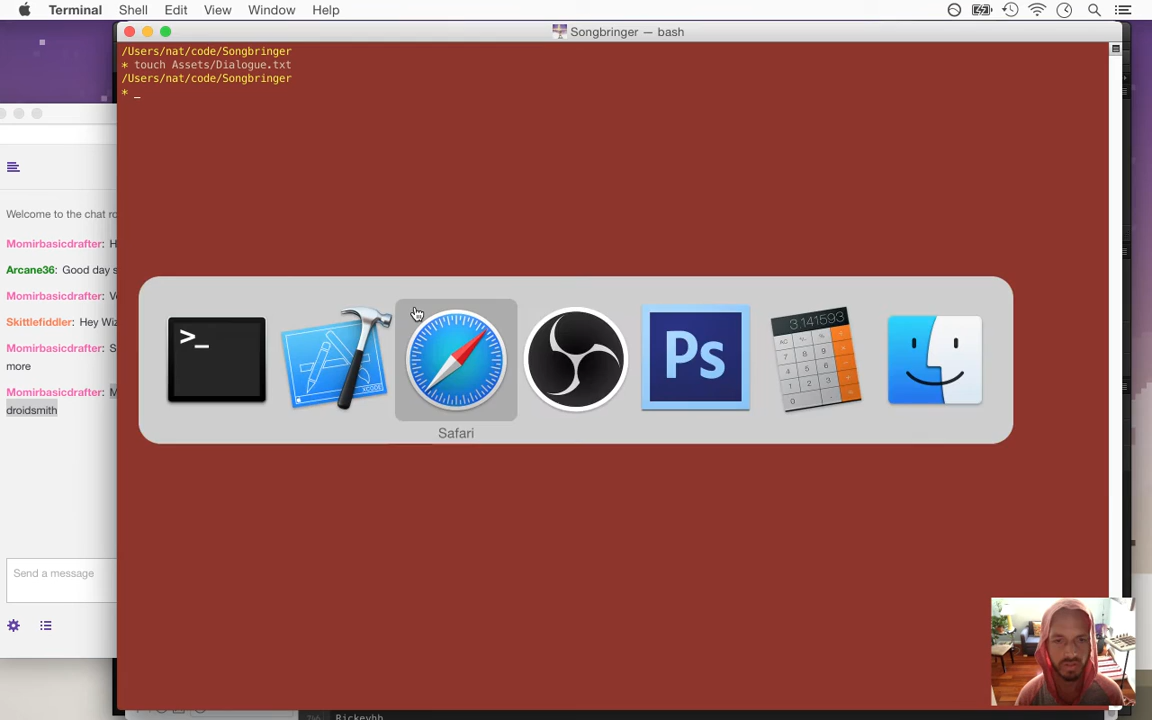 Terminal Shell Edit View Window Help
Songbringer — bash
/Users/nat/code/Songbringer
* touch Assets/Dialogue.txt
/Users/nat/code/Songbringer
* _
Welcome to the chat ro
Momirbasicdrafter: H
Arcane36: Good day s
Momirbasicdrafter: V
Skittlefiddler: Hey Wiz
Momirbasicdrafter: S
more
Momirbasicdrafter: M
droidsmith
Send a message
>_
Ps
3.141593
Safari
Rickeyhb